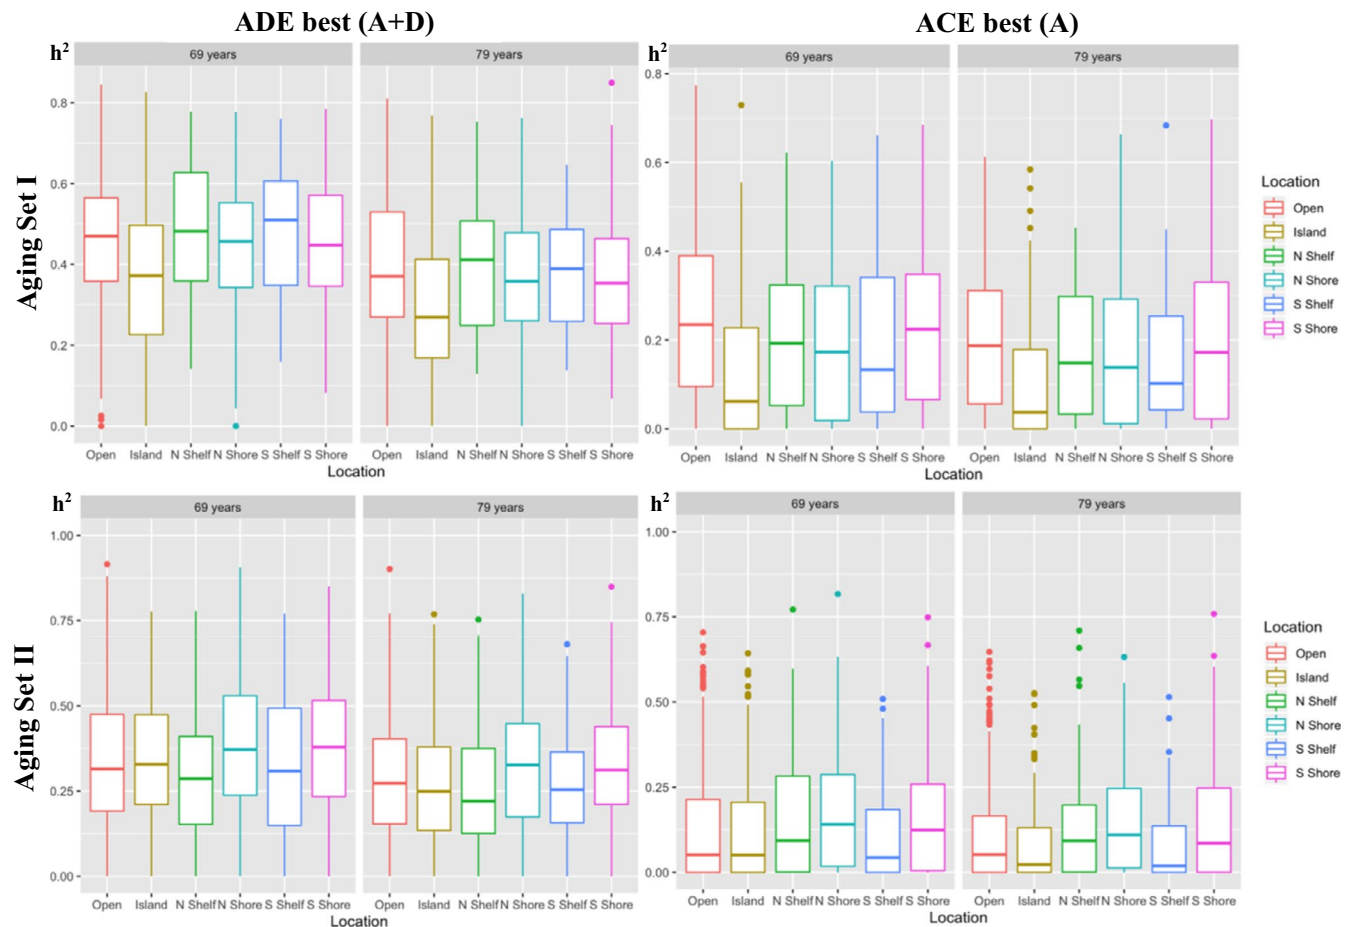 ADE best (A+D)
ACE best (A)
h²
69 years
79 years
h²
69 years
79 years
Aging Set I
0.8
0.6
0.4
0.2
0.0
0.8
0.6
0.4
0.2
0.0
Location
Open
Island
N Shelf
N Shore
S Shelf
S Shore
Open Island N Shelf N Shore S Shelf S Shore
Open Island N Shelf N Shore S Shelf S Shore
Location
Open Island N Shelf N Shore S Shelf S Shore
Open Island N Shelf N Shore S Shelf S Shore
Location
h²
69 years
79 years
h²
69 years
79 years
Aging Set II
1.00
0.75
0.50
0.25
0.00
1.00
0.75
0.50
0.25
0.00
Location
Open
Island
N Shelf
N Shore
S Shelf
S Shore
Open Island N Shelf N Shore S Shelf S Shore
Open Island N Shelf N Shore S Shelf S Shore
Location
Open Island N Shelf N Shore S Shelf S Shore
Open Island N Shelf N Shore S Shelf S Shore
Location